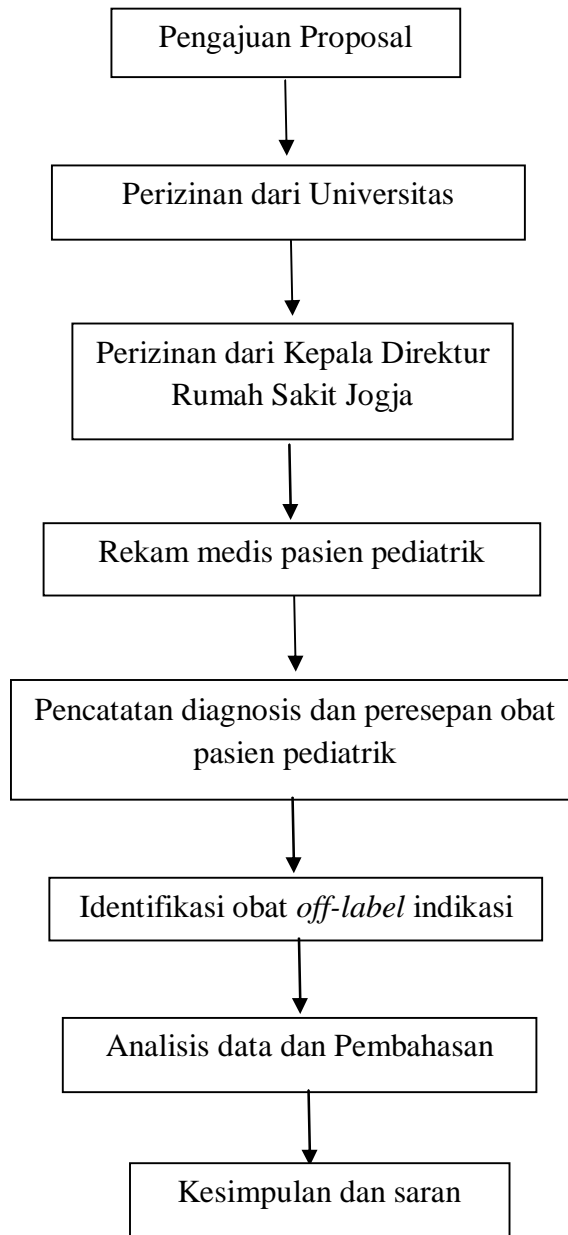 Pengajuan Proposal
Perizinan dari Universitas
Perizinan dari Kepala Direktur
Rumah Sakit Jogja
Rekam medis pasien pediatrik
Pencatatan diagnosis dan peresepan obat
pasien pediatrik
Identifikasi obat off-label indikasi
Analisis data dan Pembahasan
Kesimpulan dan saran